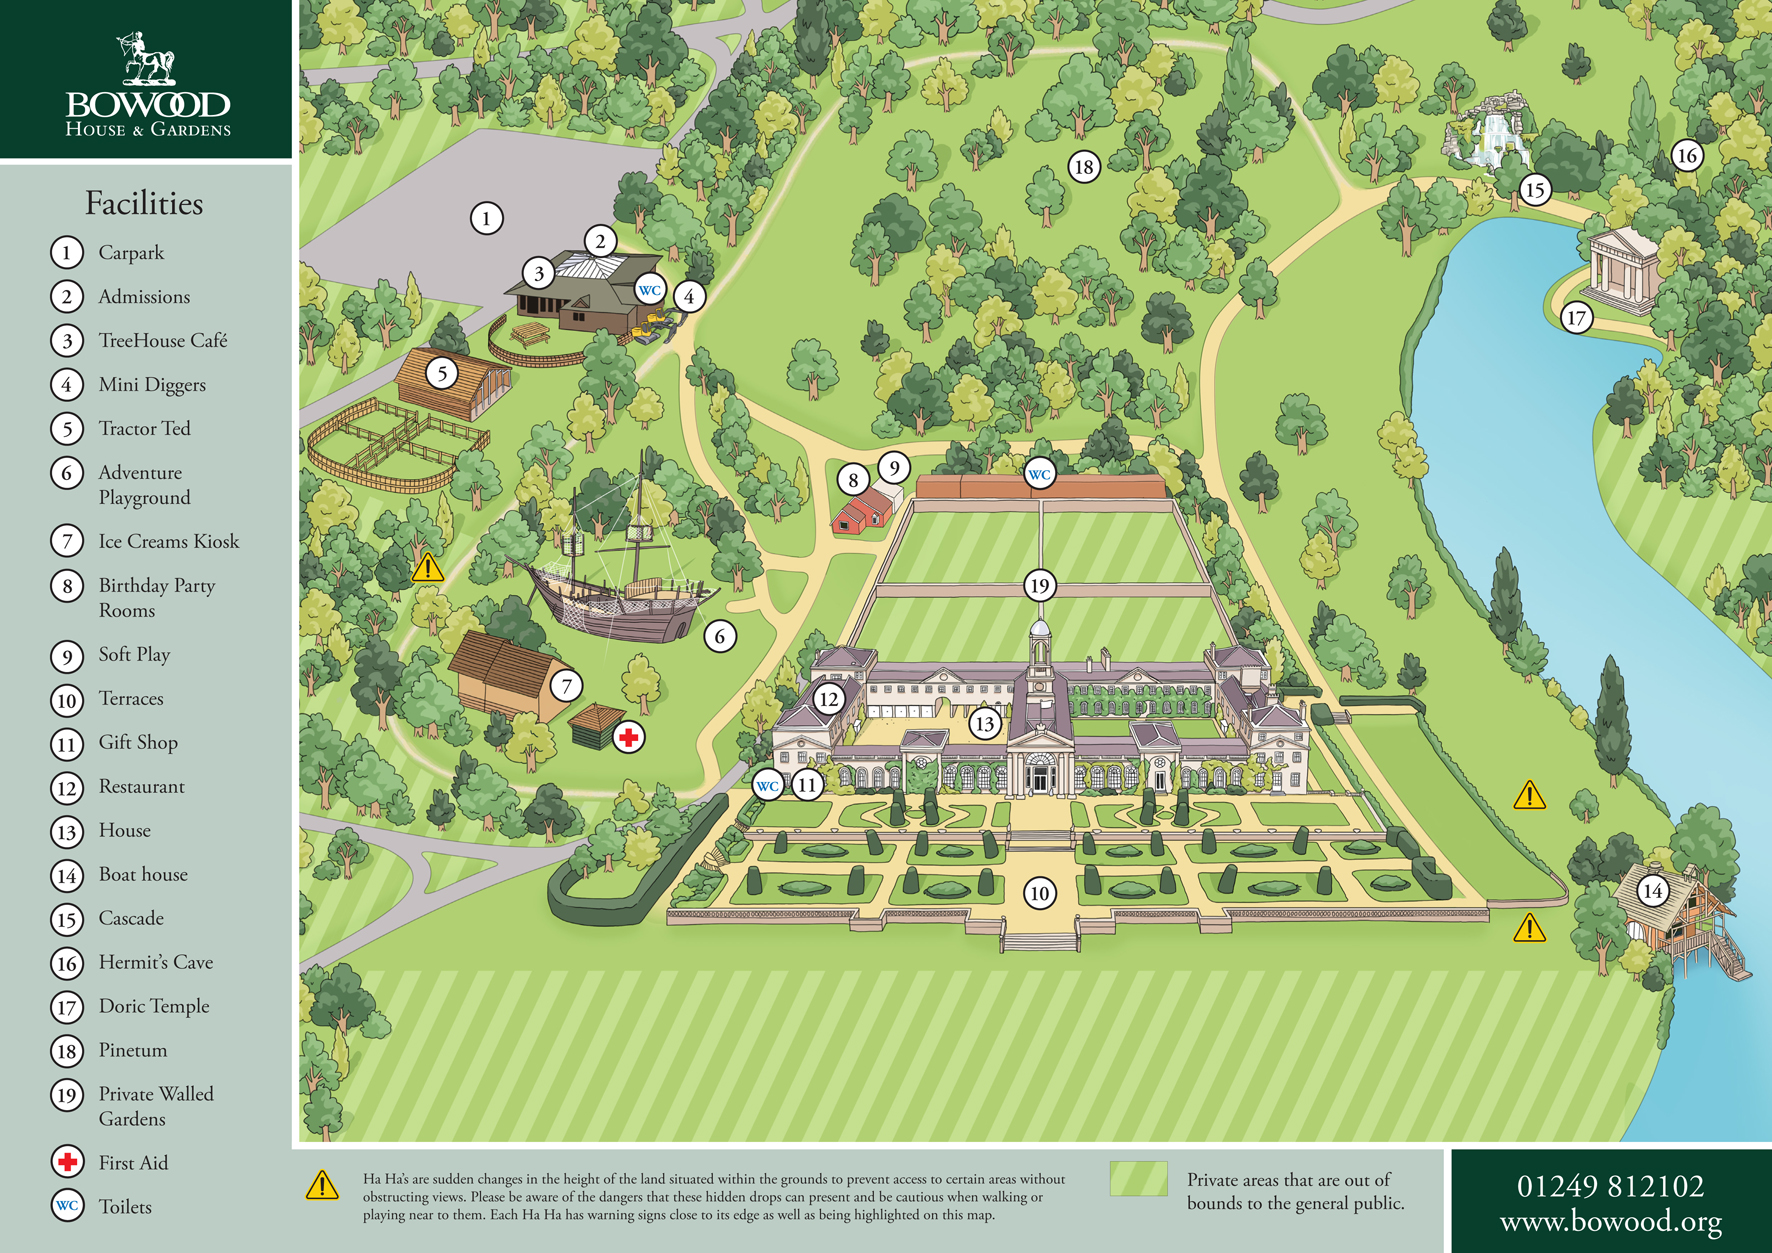 BOWOOD
HOUSE & GARDENS
Facilities
1 Carpark
2 Admissions
3 TreeHouse Café
4 Mini Diggers
5 Tractor Ted
6 Adventure
Playground
7 Ice Creams Kiosk
8 Birthday Party
Rooms
9 Soft Play
10 Terraces
11 Gift Shop
12 Restaurant
13 House
14 Boat house
15 Cascade
16 Hermit's Cave
17 Doric Temple
18 Pinetum
19 Private Walled
Gardens
First Aid
WC Toilets
16
18
15
1
2
3
WC
4
17
5
9
WC
8
19
6
7
12
13
14
WC
11
10
Ha Ha's are sudden changes in the height of the land situated within the grounds to prevent access to certain areas without
obstructing views. Please be aware of the dangers that these hidden drops can present and be cautious when walking or
playing near to them. Each Ha Ha has warning signs close to its edge as well as being highlighted on this map.
Private areas that are out of
bounds to the general public.
01249 812102
www.bowood.org